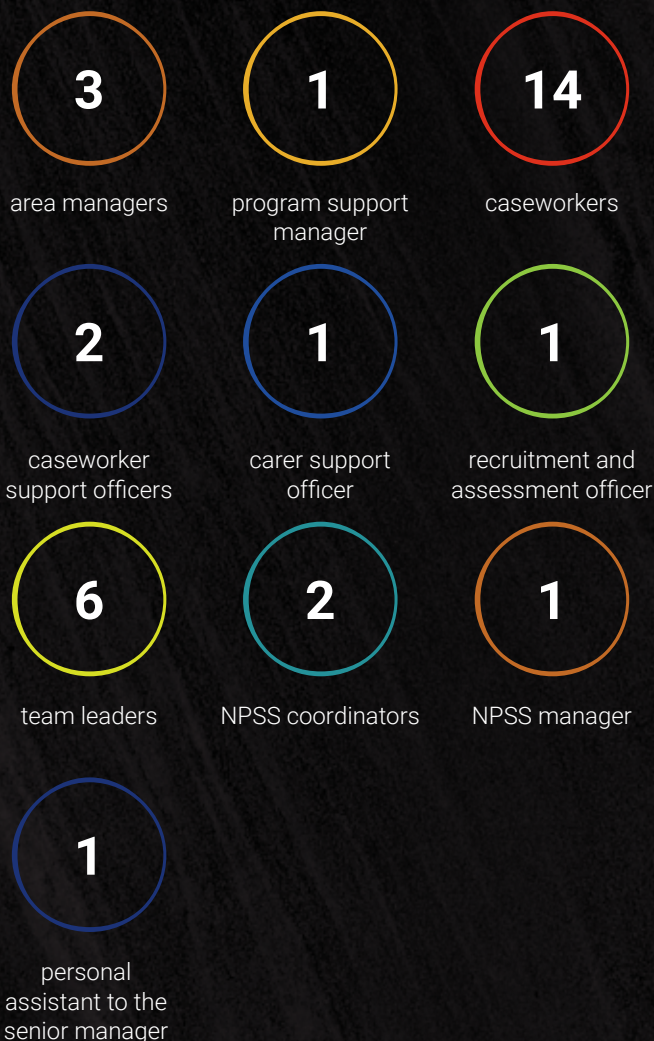 3
area managers
1
program support
manager
14
caseworkers
2
caseworker
support officers
1
carer support
officer
1
recruitment and
assessment officer
6
team leaders
2
NPSS coordinators
1
NPSS manager
1
personal
assistant to the
senior manager